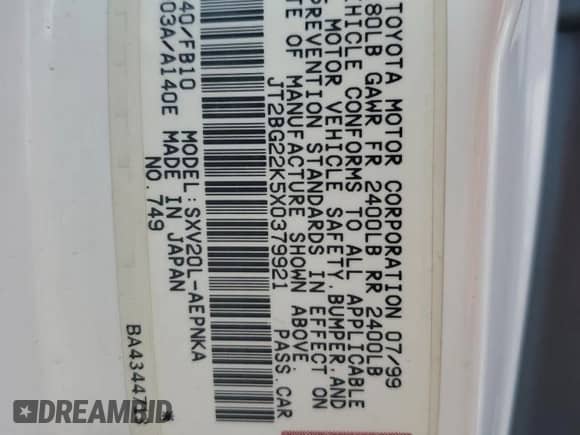 TOYOTA MOTOR CORPORATION 07/99
80LB GAWR FR 2400LB RR 2400LB
HICLE CONFORMS TO ALL APPLICABLE
MOTOR VEHICLE SAFETY,BUMPER,AND
PREVENTION STANDARDS IN EFFECT ON
TE OF MANUFACTURE SHOWN ABOVE.
JT2BG22K5X0379921 PASS.CAR
40/FB10 MODEL:SXV20L-AEPNKA
03A/A140E MADE IN JAPAN
NO.749
DREAMBID